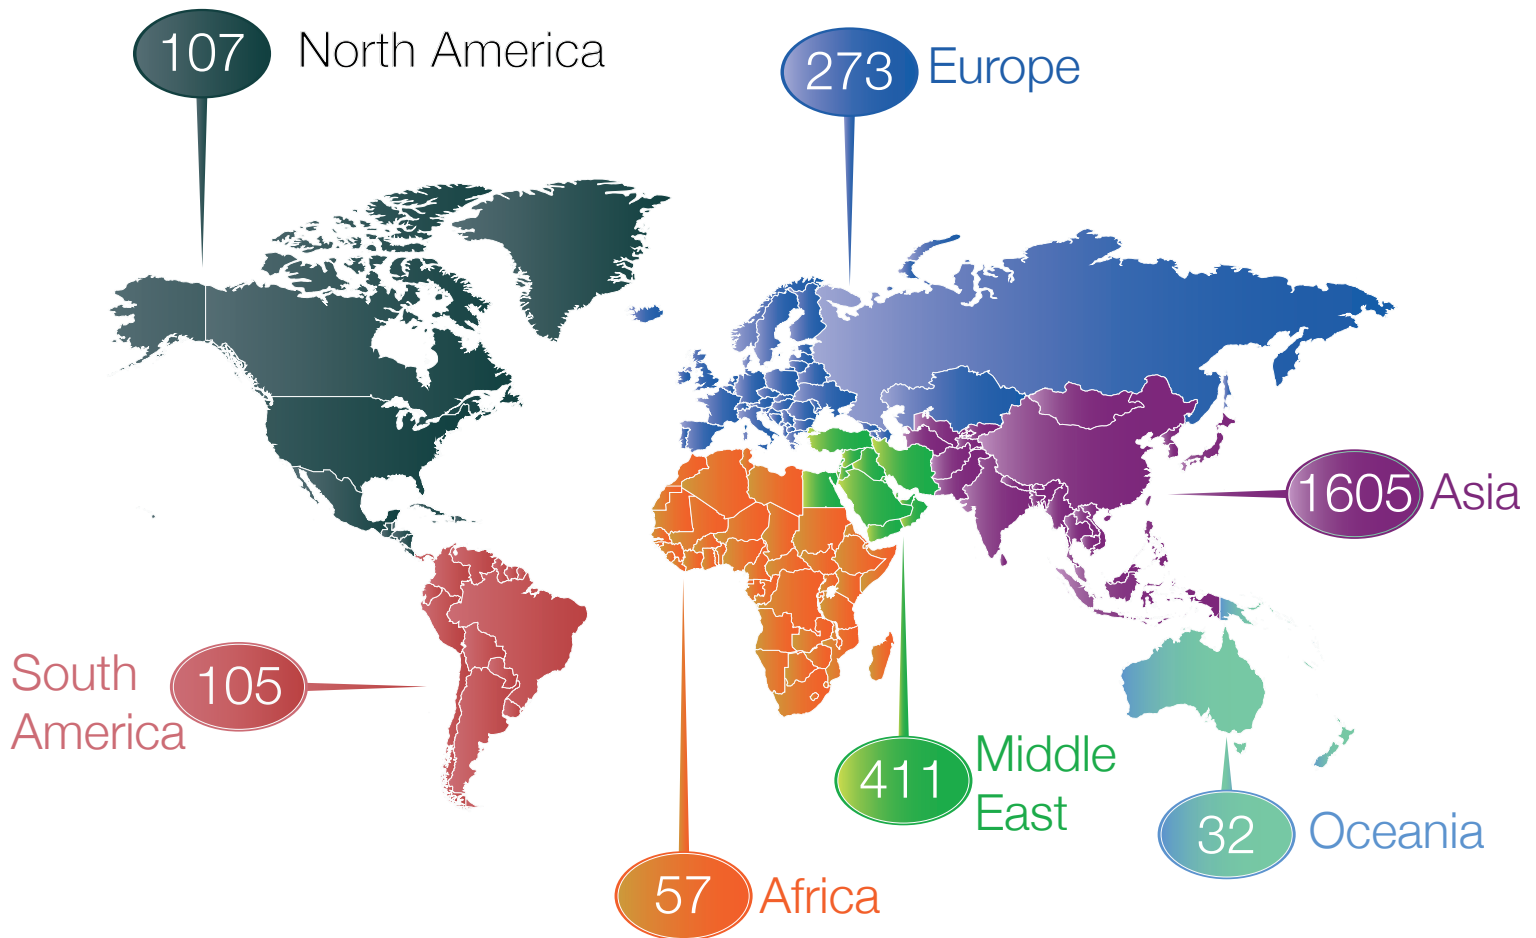 107 North America
273 Europe
1605 Asia
South
America
105
411
Middle
East
32 Oceania
57 Africa